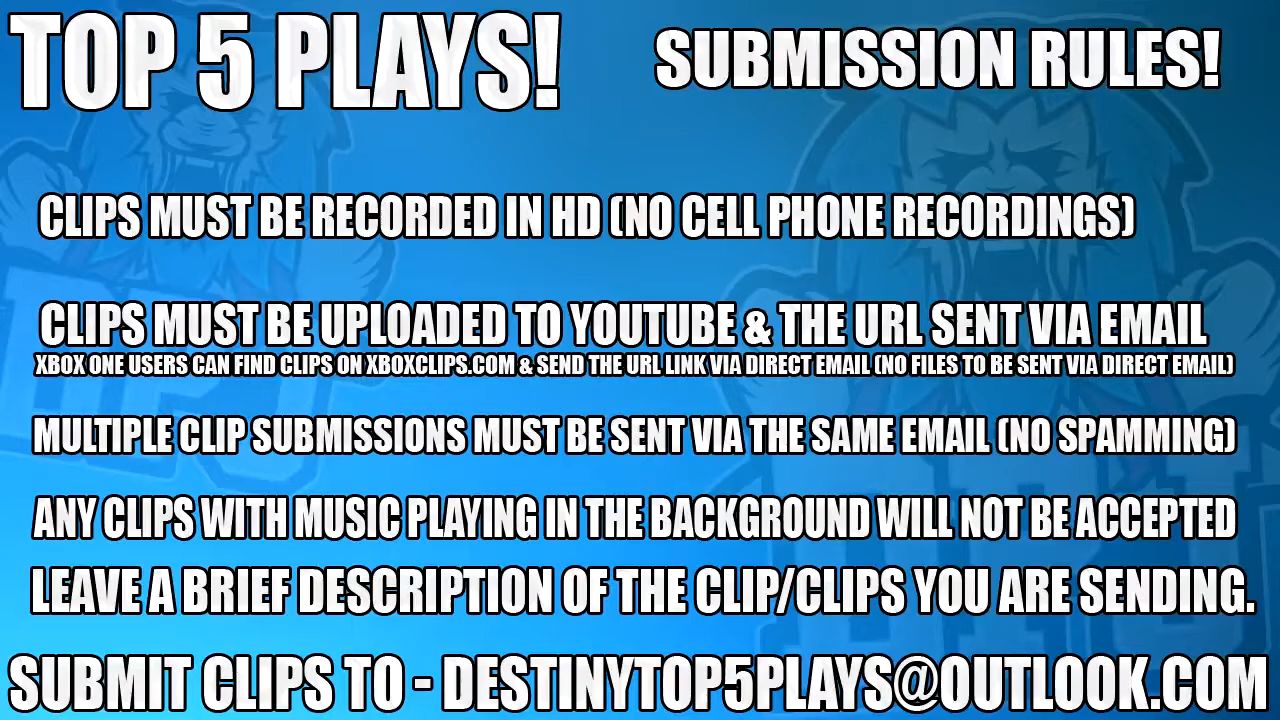 TOP 5 PLAYS!
SUBMISSION RULES!
CLIPS MUST BE RECORDED IN HD (NO CELL PHONE RECORDINGS)
CLIPS MUST BE UPLOADED TO YOUTUBE & THE URL SENT VIA EMAIL
XBOX ONE USERS CAN FIND CLIPS ON XBOXCLIPS.COM & SEND THE URL LINK VIA DIRECT EMAIL (NO FILES TO BE SENT VIA DIRECT EMAIL)
MULTIPLE CLIP SUBMISSIONS MUST BE SENT VIA THE SAME EMAIL (NO SPAMMING)
ANY CLIPS WITH MUSIC PLAYING IN THE BACKGROUND WILL NOT BE ACCEPTED
LEAVE A BRIEF DESCRIPTION OF THE CLIP/CLIPS YOU ARE SENDING.
SUBMIT CLIPS TO - DESTINYTOP5PLAYS@OUTLOOK.COM